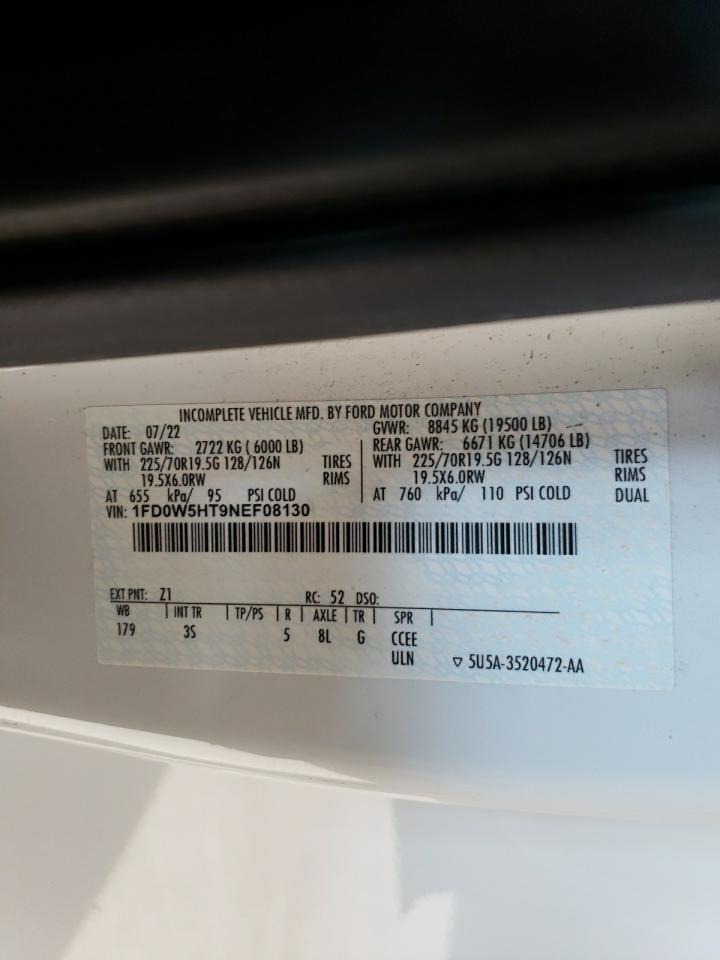 INCOMPLETE VEHICLE MFD. BY FORD MOTOR COMPANY
DATE: 07/22 GVWR: 8845 KG (19500 LB)
FRONT GAWR: 2722 KG ( 6000 LB) REAR GAWR: 6671 KG (14706 LB)
WITH 225/70R19.5G 128/126N TIRES WITH 225/70R19.5G 128/126N TIRES
19.5X6.0RW RIMS 19.5X6.0RW RIMS
AT 655 kPa/ 95 PSI COLD AT 760 kPa/ 110 PSI COLD DUAL
VIN: 1FD0W5HT9NEF08130
EXT PNT: Z1 RC: 52 DSO:
WB INT TR TP/PS R AXLE TR SPR
179 3S 5 8L G CCEE
ULN 5U5A-3520472-AA